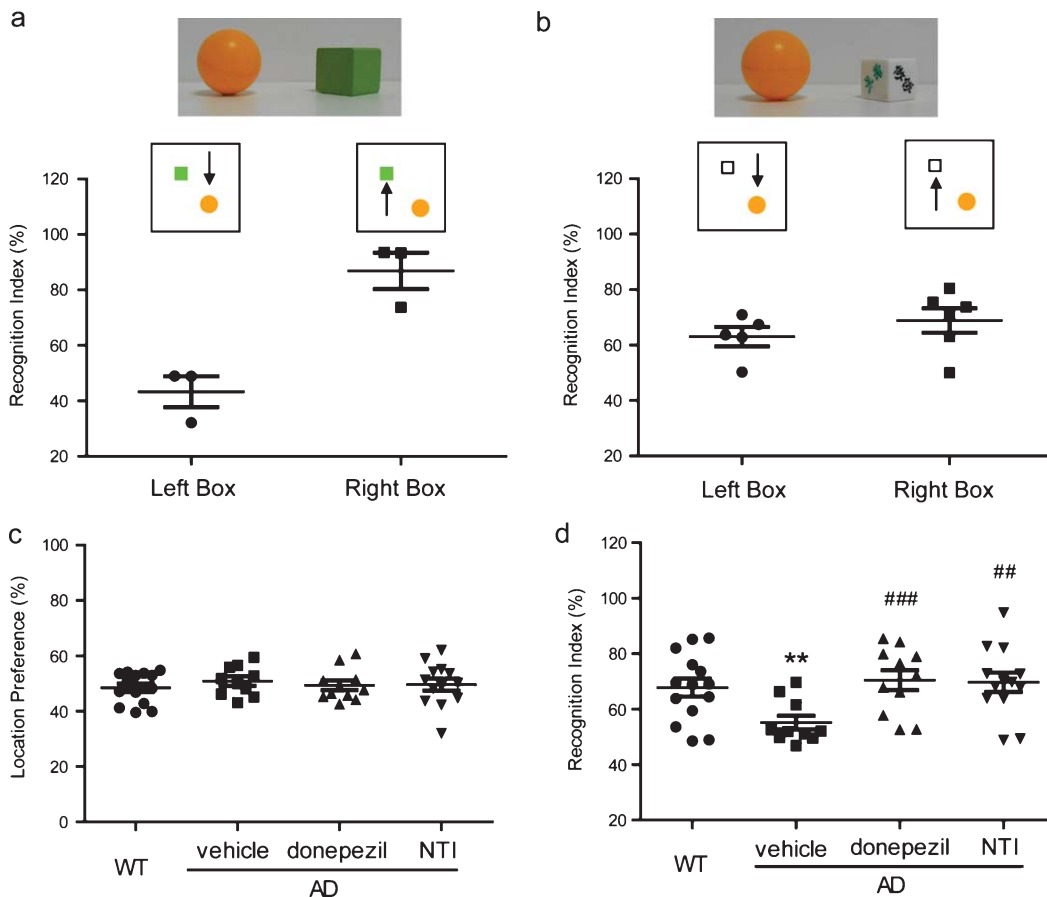 a
Recognition Index (%)
120
100
80
60
40
20
Left Box
Right Box
b
Recognition Index (%)
120
100
80
60
40
20
Left Box
Right Box
c
Location Preference (%)
100
80
60
40
20
0
WT
vehicle
donepezil
NTI
AD
d
Recognition Index (%)
120
100
80
60
40
20
**
###
##
WT
vehicle
donepezil
NTI
AD